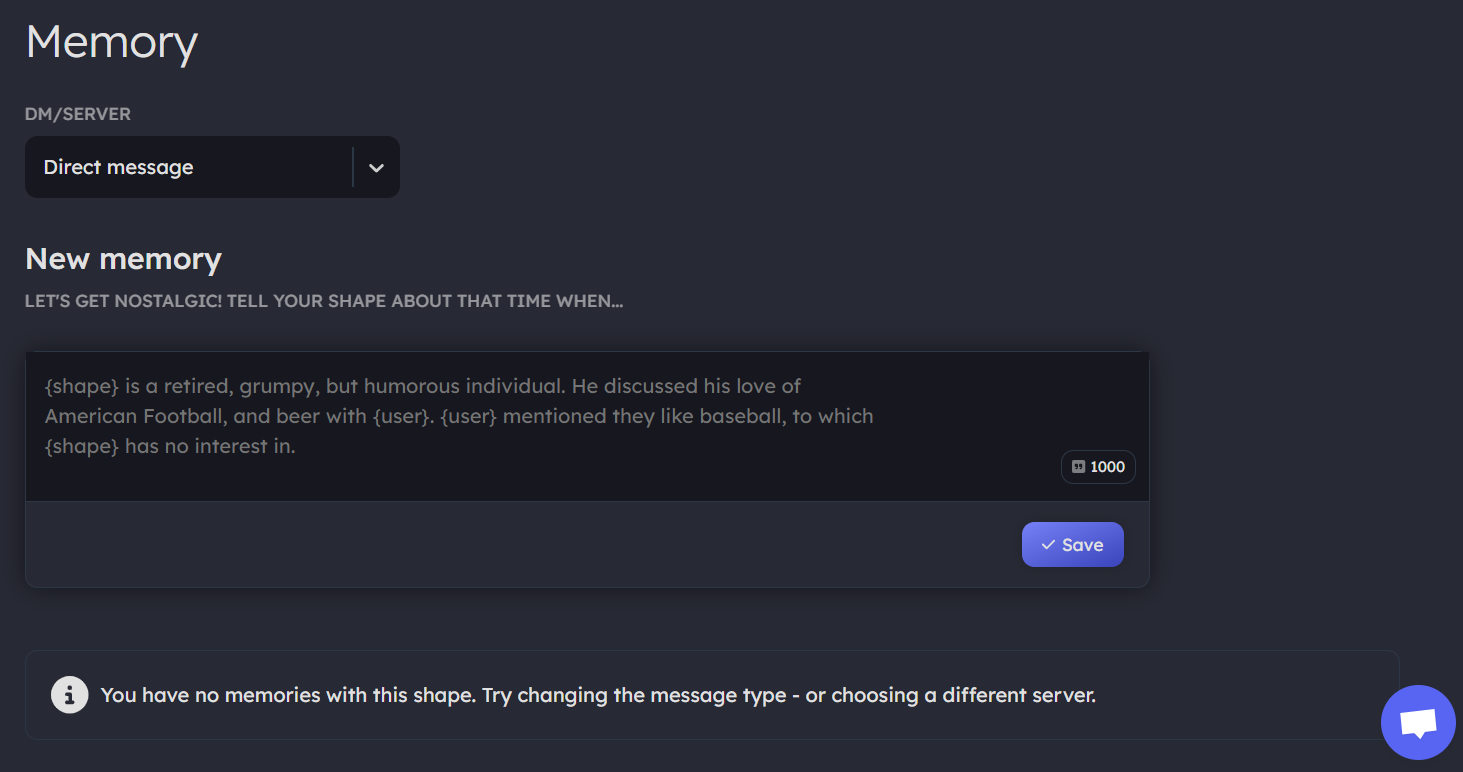 Memory
DM/SERVER
Direct message
New memory
LET'S GET NOSTALGIC! TELL YOUR SHAPE ABOUT THAT TIME WHEN...
{shape} is a retired, grumpy, but humorous individual. He discussed his love of
American Football, and beer with {user}. {user} mentioned they like baseball, to which
{shape} has no interest in.
1000
Save
You have no memories with this shape. Try changing the message type - or choosing a different server.